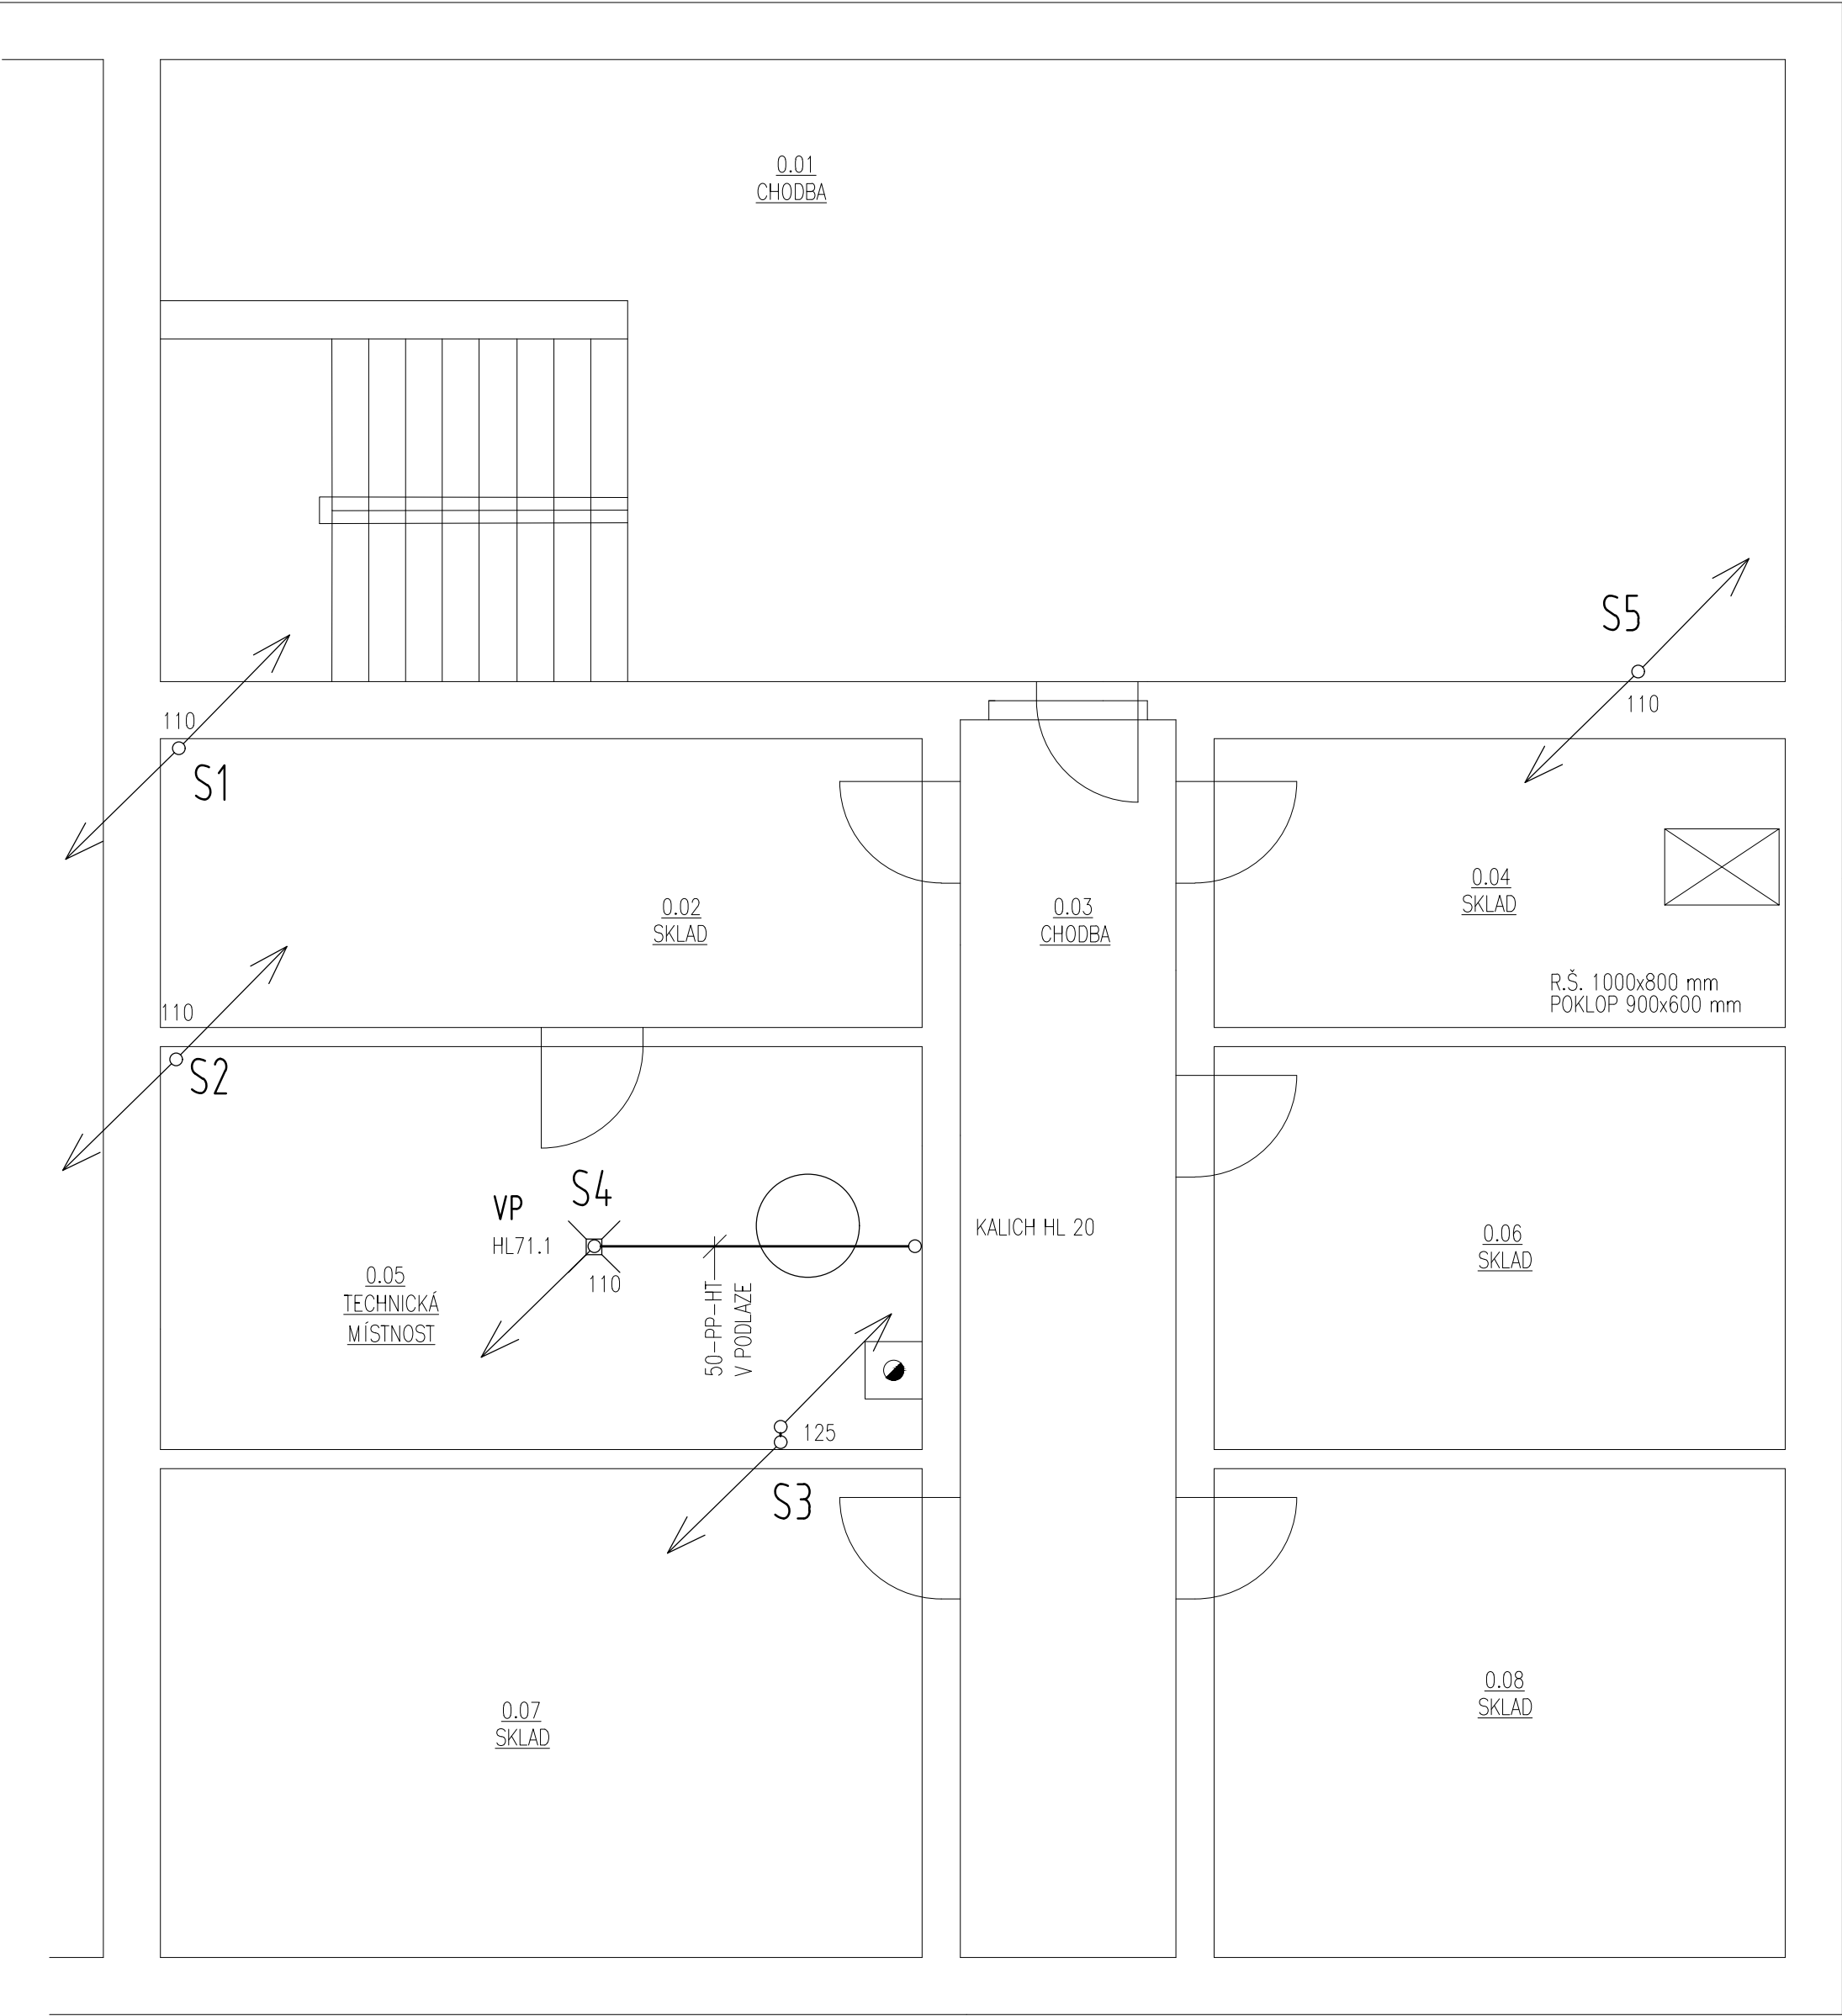 0.01
CHODBA
S5
110
110
S1
0.04
SKLAD
0.02
SKLAD
0.03
CHODBA
R.Š. 1000x800 mm
POKLOP 900x600 mm
110
S2
S4
VP
HL71.1
110
KALICH HL 20
0.06
SKLAD
0.05
TECHNICKÁ
MÍSTNOST
50-PP-HT
V PODLAZE
125
S3
0.07
SKLAD
0.08
SKLAD